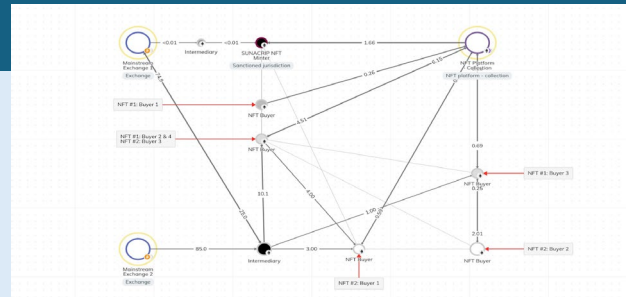 <0.01
Intermediary
<0.01
SUNACRIP NFT
Minter
Sanctioned jurisdiction
1.66
Mainstream
Exchange 1
Exchange
NFT Platform
- Collection
NFT platform - collection
0.26
0.15
NFT #1: Buyer 1
NFT Buyer
4.51
NFT #1: Buyer 2 & 4
NFT #2: Buyer 3
NFT Buyer
0.69
NFT #1: Buyer 3
NFT Buyer
10.1
4.00
1.00
2.01
89.0
3.00
Mainstream
Exchange 2
Exchange
Intermediary
NFT Buyer
NFT Buyer
NFT #2: Buyer 2
NFT #2: Buyer 1